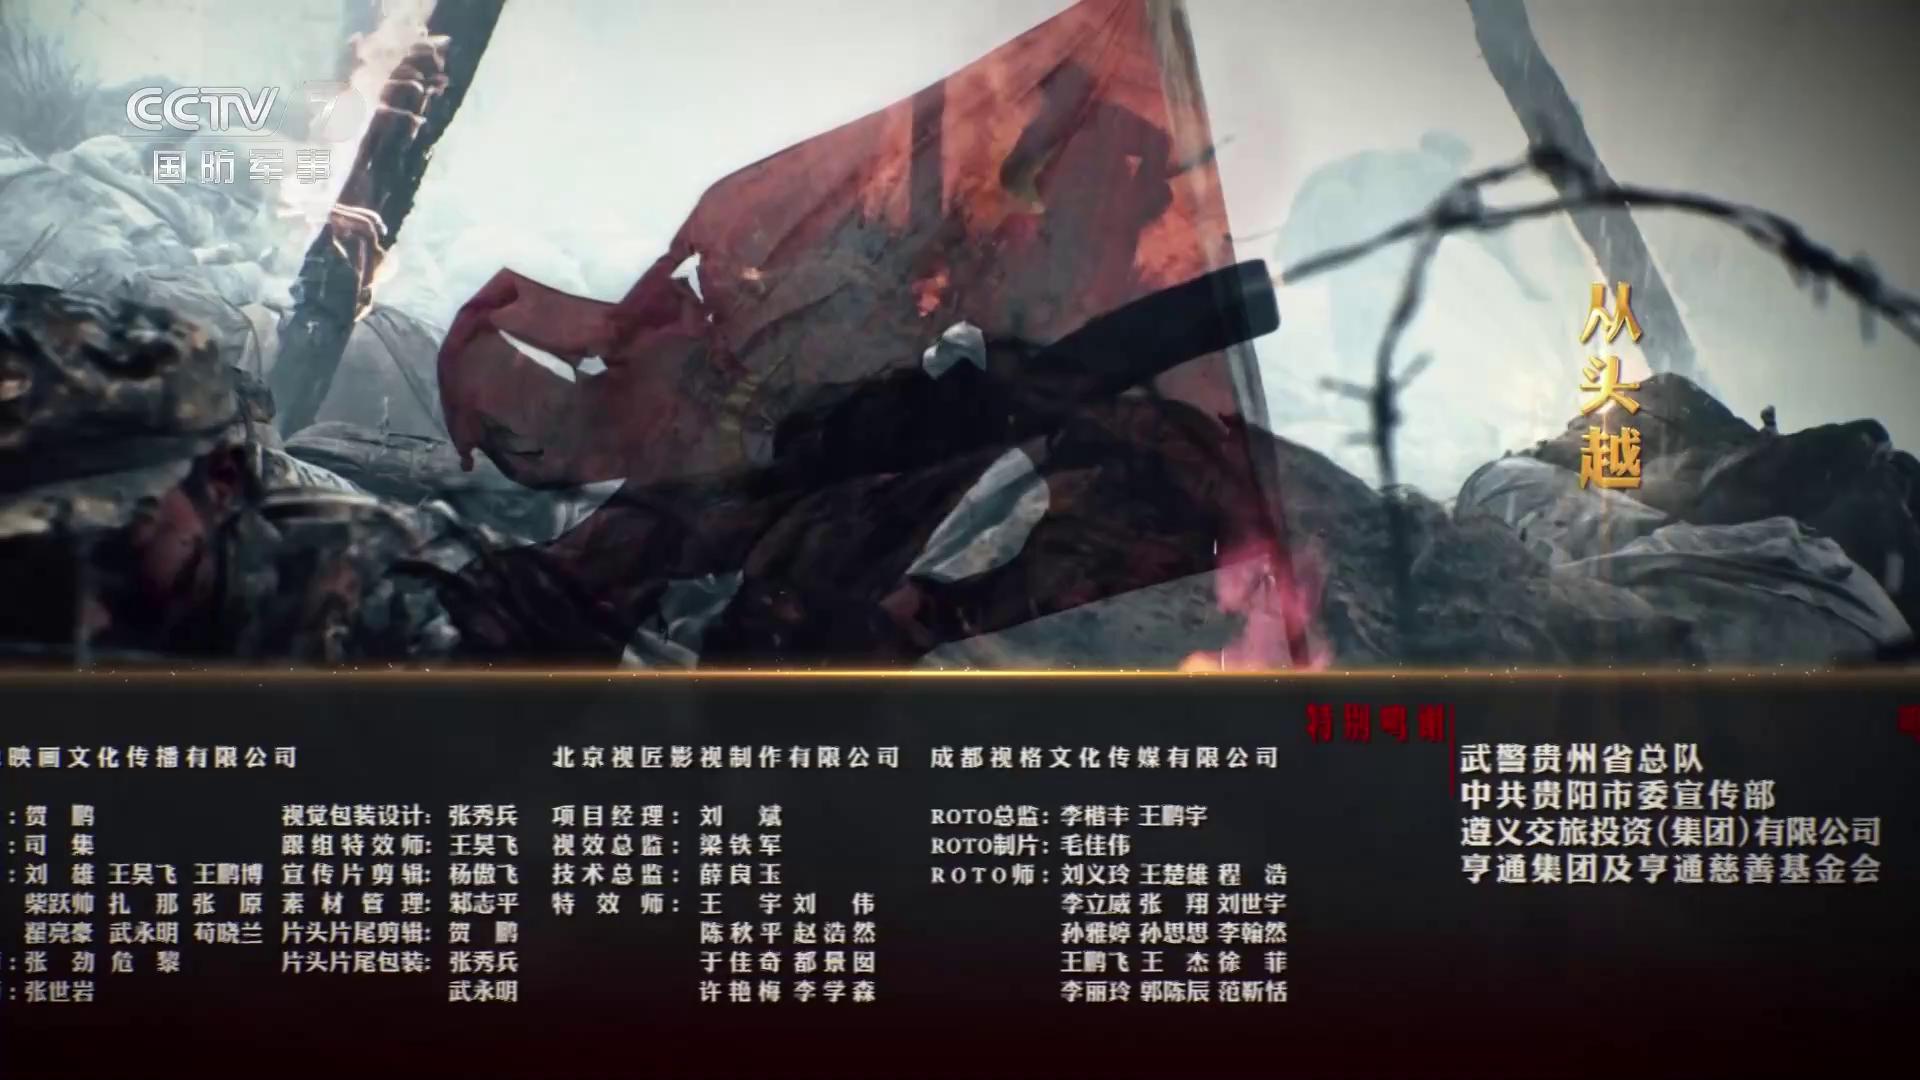 CCTV 7
国防军事
从头越
映画文化传播有限公司
：贺 鹏
：司 集
：刘 雄 王昊飞 王鹏博
柴跃帅 扎 那 张 原
翟亮豪 武永明 苟晓兰
：张 劲 危 黎
：张世岩
视觉包装设计：张秀兵
跟组特效师：王昊飞
宣传片剪辑：杨傲飞
素材管理：邾志平
片头片尾剪辑：贺 鹏
片头片尾包装：张秀兵
武永明
北京视匠影视制作有限公司
项目经理：刘 斌
视效总监：梁铁军
技术总监：薛良玉
特效师：王 宇 刘 伟
陈秋平 赵浩然
于佳奇 都景囡
许艳梅 李学森
成都视格文化传媒有限公司
ROTO总监：李楷丰 王鹏宇
ROTO制片：毛佳伟
ROTO师：刘义玲 王楚雄 程 浩
李立威 张 翔 刘世宇
孙雅婷 孙思思 李翰然
王鹏飞 王 杰 徐 菲
李丽玲 郭陈辰 范靳恬
特别鸣谢
武警贵州省总队
中共贵阳市委宣传部
遵义交旅投资(集团)有限公司
亨通集团及亨通慈善基金会